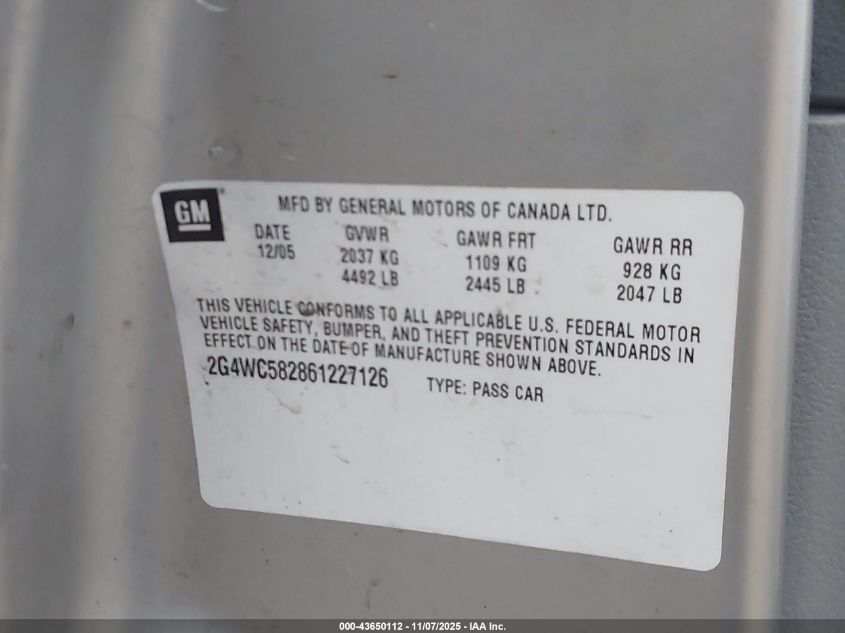 GM
MFD BY GENERAL MOTORS OF CANADA LTD.
DATE GVWR GAWR FRT GAWR RR
12/05 2037 KG 1109 KG 928 KG
4492 LB 2445 LB 2047 LB
THIS VEHICLE CONFORMS TO ALL APPLICABLE U.S. FEDERAL MOTOR
VEHICLE SAFETY, BUMPER, AND THEFT PREVENTION STANDARDS IN
EFFECT ON THE DATE OF MANUFACTURE SHOWN ABOVE.
2G4WC582861227126 TYPE: PASS CAR
000-43650112 - 11/07/2025 - IAA Inc.